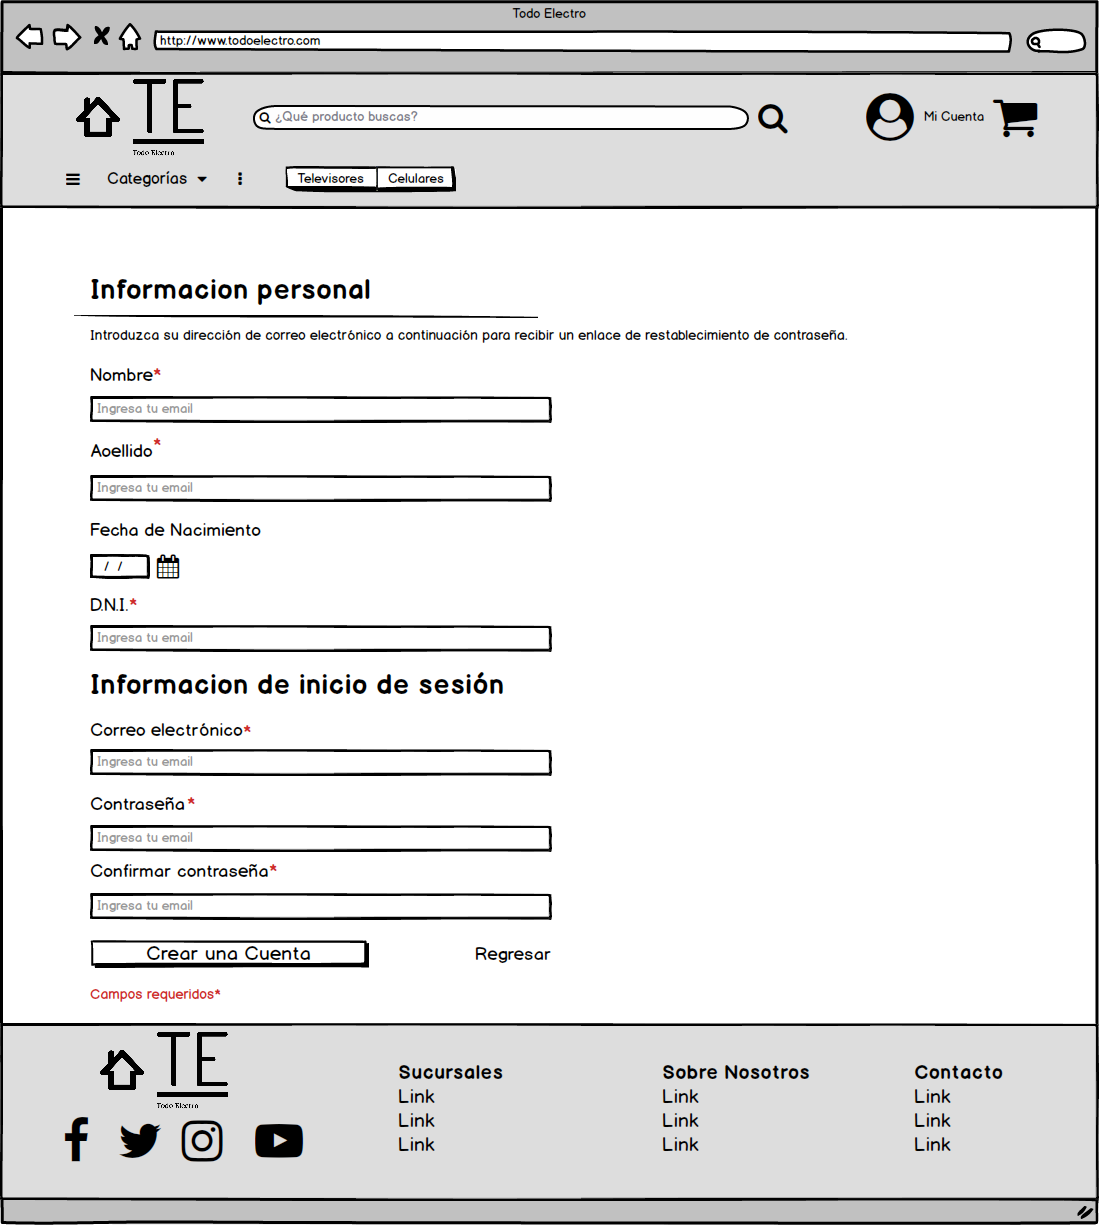 Todo Electro
http://www.todoelectro.com
TE
Todo Electro
¿Qué producto buscas?
Mi Cuenta
Categorías
Televisores
Celulares
Informacion personal
Introduzca su dirección de correo electrónico a continuación para recibir un enlace de restablecimiento de contraseña.
Nombre*
Ingresa tu email
Aoellido*
Ingresa tu email
Fecha de Nacimiento
/ /
D.N.I.*
Ingresa tu email
Informacion de inicio de sesión
Correo electrónico*
Ingresa tu email
Contraseña*
Ingresa tu email
Confirmar contraseña*
Ingresa tu email
Crear una Cuenta
Regresar
Campos requeridos*
TE
Todo Electro
Sucursales
Link
Link
Link
Sobre Nosotros
Link
Link
Link
Contacto
Link
Link
Link